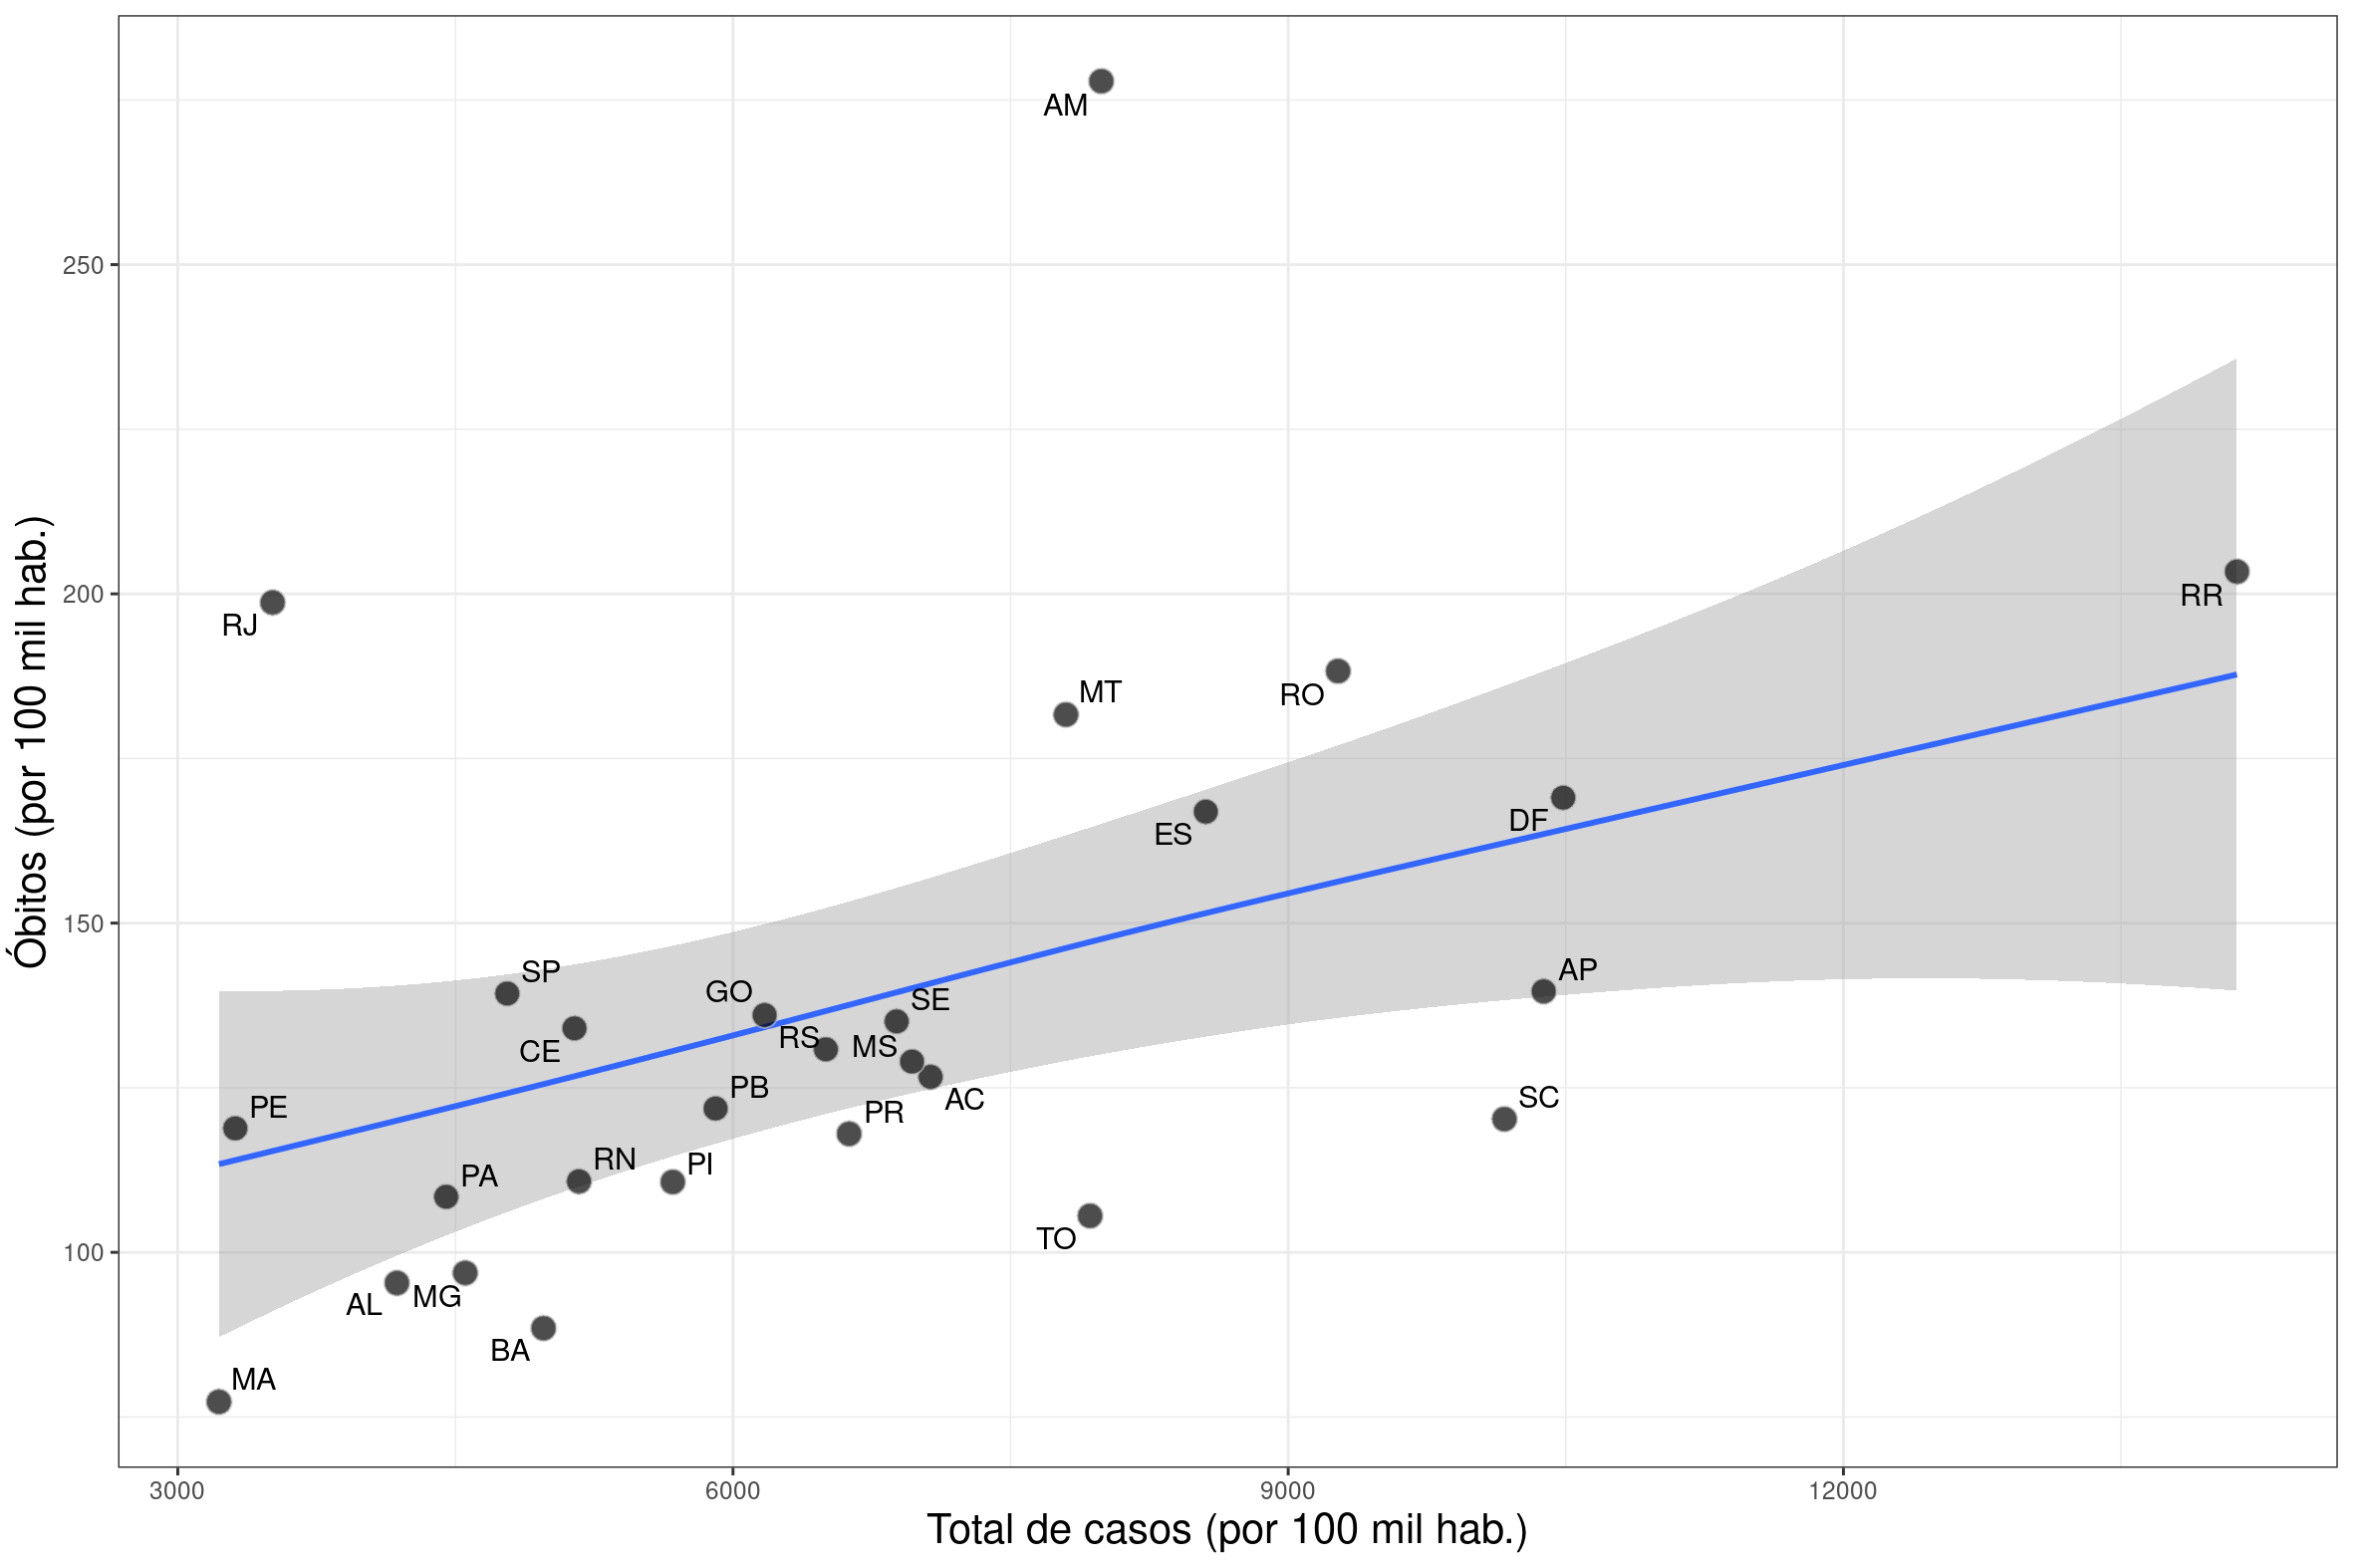 AM
250
200
RJ
RR
MT
RO
ES
DF
150
SP
GO
CE
RS
SE
MS
AP
PE
PB
AC
PR
SC
PA
RN
PI
TO
100
AL
MG
BA
MA
3000
6000
9000
12000
Total de casos (por 100 mil hab.)
Óbitos (por 100 mil hab.)